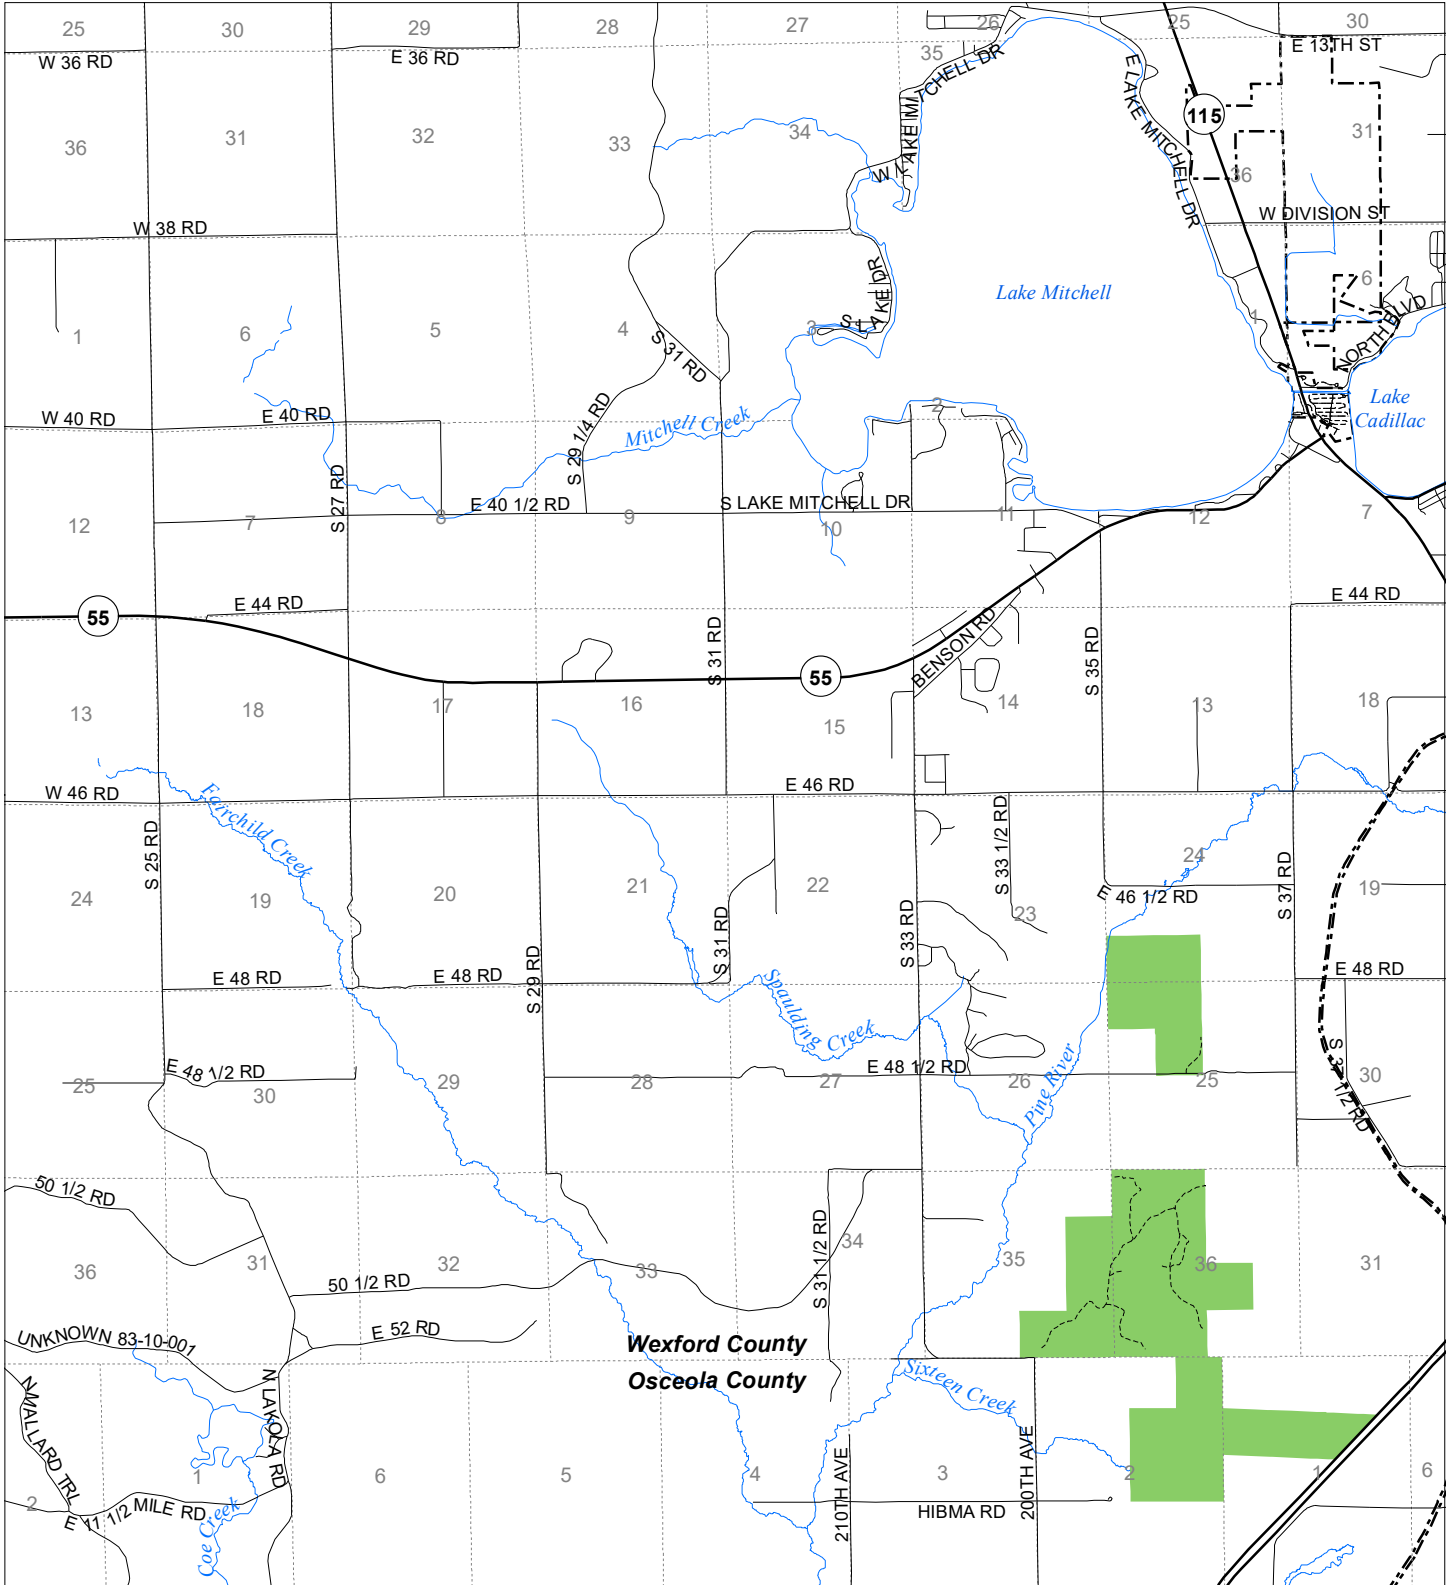 25
30
29
28
27
26
25
30
W 36 RD
E 36 RD
35
E 13TH ST
36
31
32
33
34
W LAKE MITCHELL DR
E LAKE MITCHELL DR
115
36
31
W 38 RD
W DIVISION ST
1
6
5
4
3
S LAKE DR
Lake Mitchell
1
6
S 31 RD
NORTH BLVD
W 40 RD
E 40 RD
S 29 1/4 RD
Mitchell Creek
2
Lake
Cadillac
12
7
S 27 RD
8
E 40 1/2 RD
9
S LAKE MITCHELL DR
10
11
12
7
55
E 44 RD
S 31 RD
55
BENSON RD
S 35 RD
E 44 RD
13
18
17
16
15
14
13
18
W 46 RD
Fairchild Creek
E 46 RD
S 25 RD
24
19
20
21
22
S 33 1/2 RD
23
24
E 46 1/2 RD
S 37 RD
19
E 48 RD
E 48 RD
S 29 RD
S 31 RD
S 33 RD
E 48 RD
Spaulding Creek
25
E 48 1/2 RD
30
29
28
27
E 48 1/2 RD
26
Pine River
25
S 37 1/2 RD
30
50 1/2 RD
36
31
32
50 1/2 RD
33
S 31 1/2 RD
34
35
36
31
UNKNOWN 83-10-001
E 52 RD
Wexford County
Osceola County
Sixteen Creek
N MALLARD TRL
N LAKOLA RD
2
1
6
5
4
3
2
1
6
E 11 1/2 MILE RD
Coe Creek
210TH AVE
HIBMA RD
200TH AVE